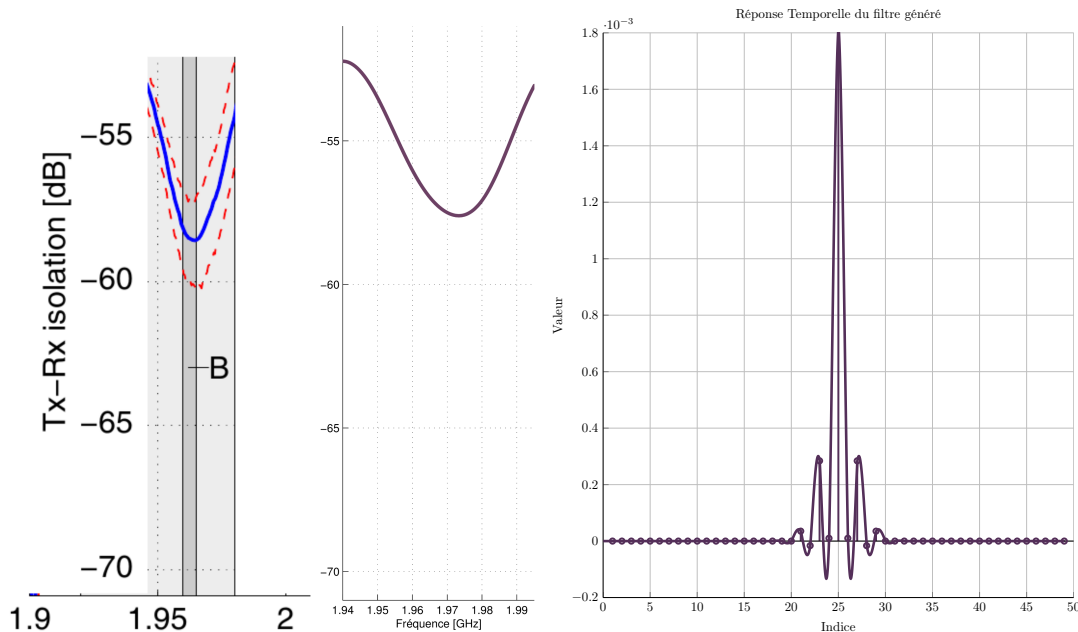 Tx−Rx isolation [dB]
−55
−60
−65
−70
B
1.9
1.95
2
−55
−60
−65
−70
1.94 1.95 1.96 1.97 1.98 1.99
Fréquence [GHz]
Réponse Temporelle du filtre généré
·10⁻³
Valeur
1.8
1.6
1.4
1.2
1
0.8
0.6
0.4
0.2
0
−0.2
0 5 10 15 20 25 30 35 40 45 50
Indice